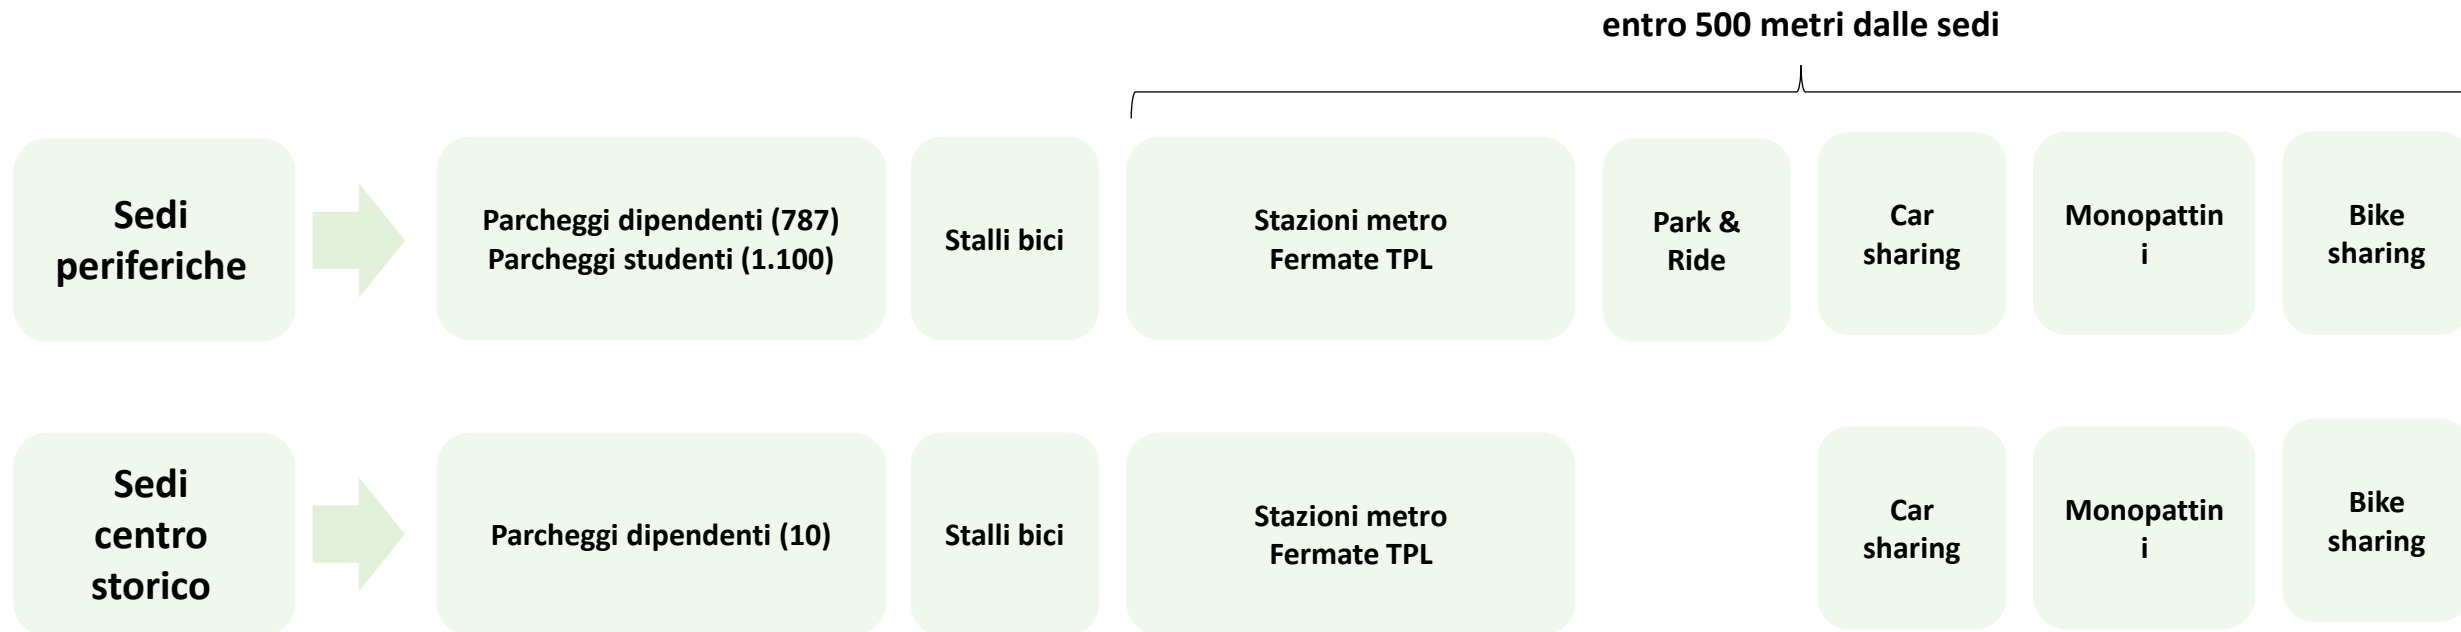 entro 500 metri dalle sedi
Sedi
periferiche
Parcheggi dipendenti (787)
Parcheggi studenti (1.100)
Stalli bici
Stazioni metro
Fermate TPL
Park &
Ride
Car
sharing
Monopattin
i
Bike
sharing
Sedi
centro
storico
Parcheggi dipendenti (10)
Stalli bici
Stazioni metro
Fermate TPL
Car
sharing
Monopattin
i
Bike
sharing